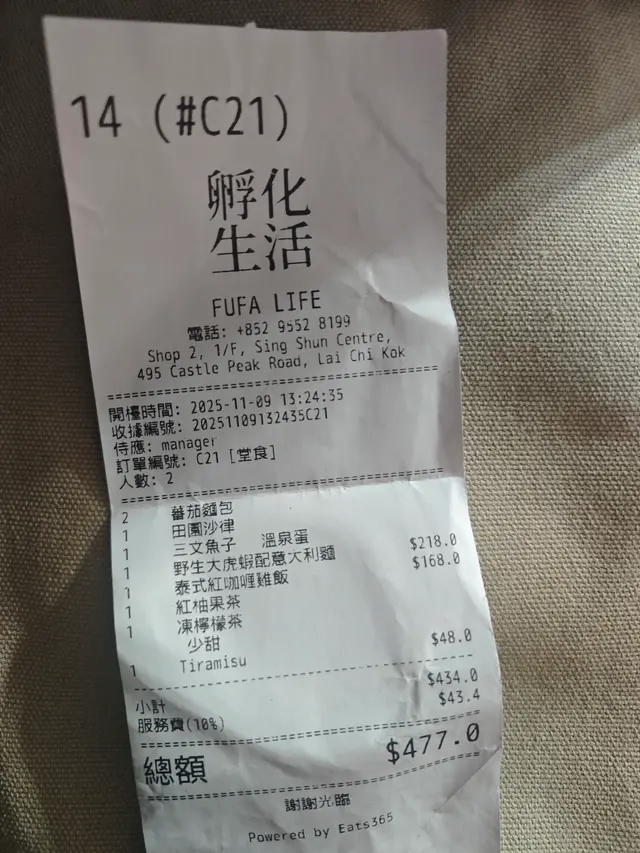 14 (#C21)
孵化
生活
FUFA LIFE
電話: +852 9552 8199
Shop 2, 1/F, Sing Shun Centre,
495 Castle Peak Road, Lai Chi Kok
開檯時間: 2025-11-09 13:24:35
收據編號: 20251109132435C21
侍應: manager
訂單編號: C21 [堂食]
人數: 2
2 蕃茄麵包
1 田園沙律
1 三文魚子 溫泉蛋
1 野生大虎蝦配意大利麵 $218.0
1 泰式紅咖喱雞飯 $168.0
1 紅柚果茶
1 凍檸檬茶
少甜
1 Tiramisu $48.0
小計 $434.0
服務費(10%) $43.4
總額 $477.0
謝謝光臨
Powered by Eats365